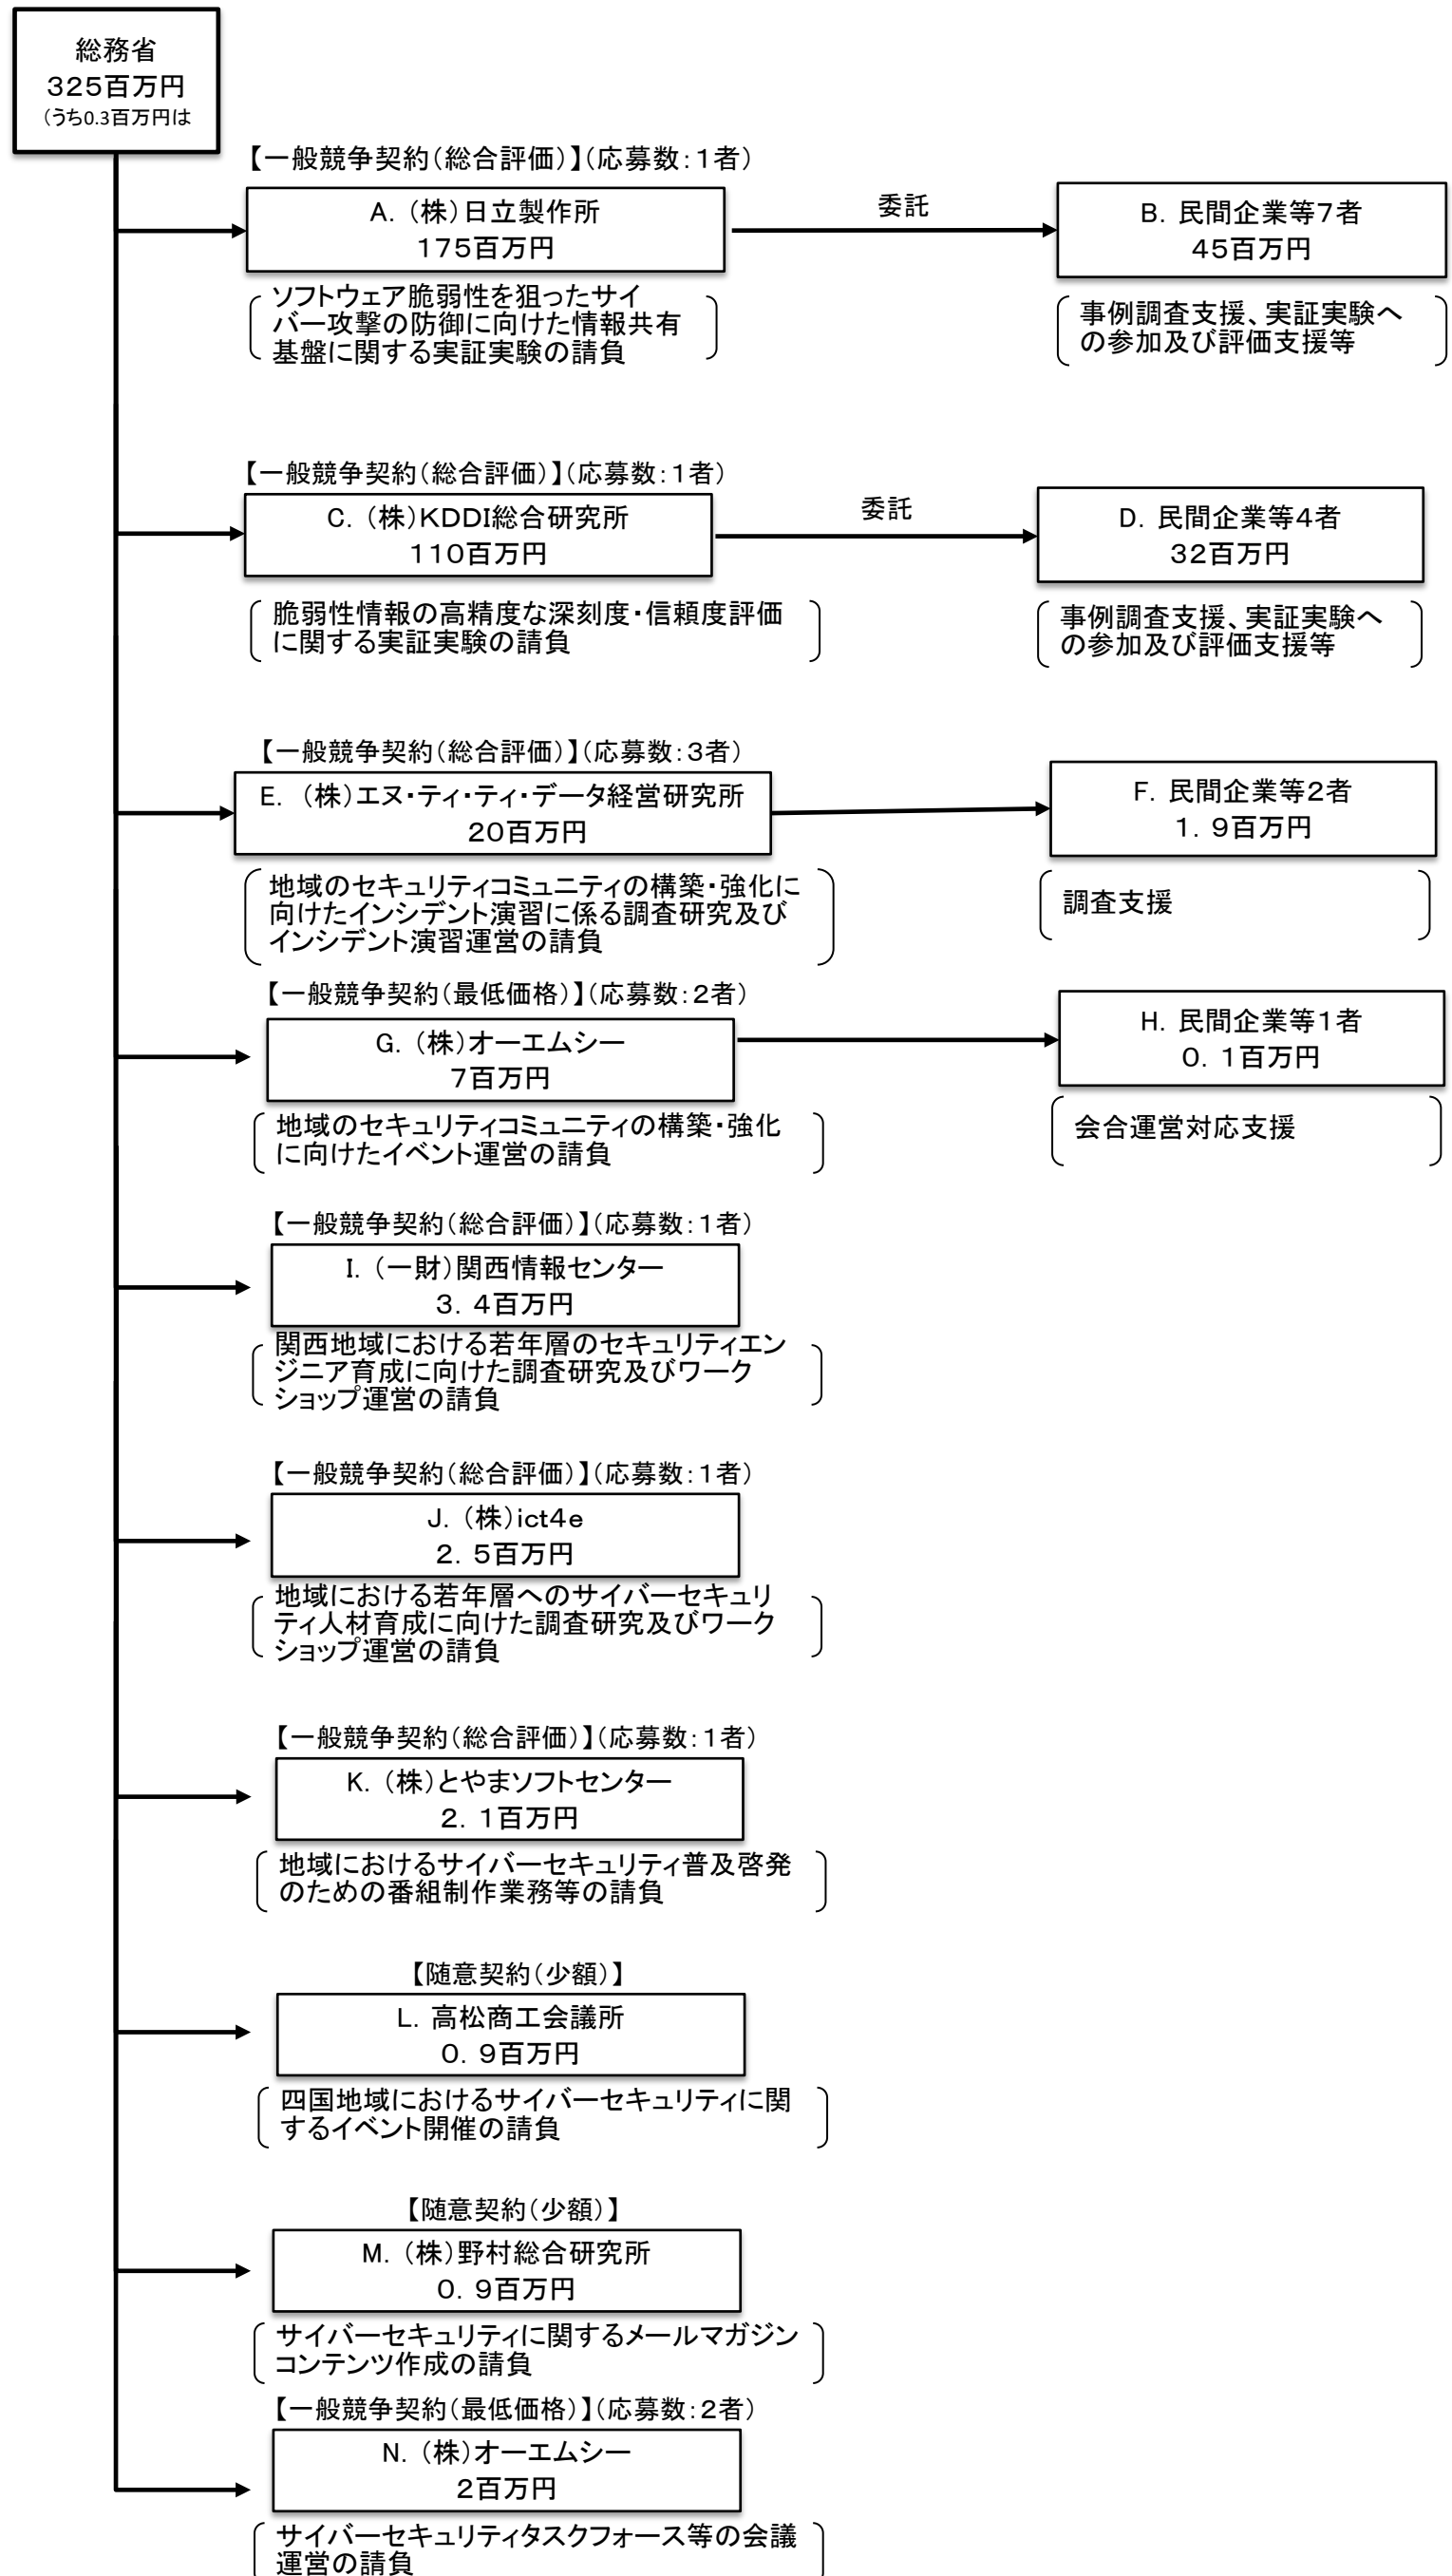 総務省
325百万円
(うち0.3百万円は
【一般競争契約(総合評価)】(応募数:1者)
A. (株)日立製作所
175百万円
委託
B. 民間企業等7者
45百万円
ソフトウェア脆弱性を狙ったサイ
バー攻撃の防御に向けた情報共有
基盤に関する実証実験の請負
事例調査支援、実証実験へ
の参加及び評価支援等
【一般競争契約(総合評価)】(応募数:1者)
C. (株)KDDI総合研究所
110百万円
委託
D. 民間企業等4者
32百万円
脆弱性情報の高精度な深刻度・信頼度評価
に関する実証実験の請負
事例調査支援、実証実験へ
の参加及び評価支援等
【一般競争契約(総合評価)】(応募数:3者)
E. (株)エヌ・ティ・ティ・データ経営研究所
20百万円
F. 民間企業等2者
1.9百万円
地域のセキュリティコミュニティの構築・強化に
向けたインシデント演習に係る調査研究及び
インシデント演習運営の請負
調査支援
【一般競争契約(最低価格)】(応募数:2者)
G. (株)オーエムシー
7百万円
H. 民間企業等1者
0.1百万円
地域のセキュリティコミュニティの構築・強化
に向けたイベント運営の請負
会合運営対応支援
【一般競争契約(総合評価)】(応募数:1者)
I. (一財)関西情報センター
3.4百万円
関西地域における若年層のセキュリティエン
ジニア育成に向けた調査研究及びワーク
ショップ運営の請負
【一般競争契約(総合評価)】(応募数:1者)
J. (株)ict4e
2.5百万円
地域における若年層へのサイバーセキュリ
ティ人材育成に向けた調査研究及びワーク
ショップ運営の請負
【一般競争契約(総合評価)】(応募数:1者)
K. (株)とやまソフトセンター
2.1百万円
地域におけるサイバーセキュリティ普及啓発
のための番組制作業務等の請負
【随意契約(少額)】
L. 高松商工会議所
0.9百万円
四国地域におけるサイバーセキュリティに関
するイベント開催の請負
【随意契約(少額)】
M. (株)野村総合研究所
0.9百万円
サイバーセキュリティに関するメールマガジン
コンテンツ作成の請負
【一般競争契約(最低価格)】(応募数:2者)
N. (株)オーエムシー
2百万円
サイバーセキュリティタスクフォース等の会議
運営の請負